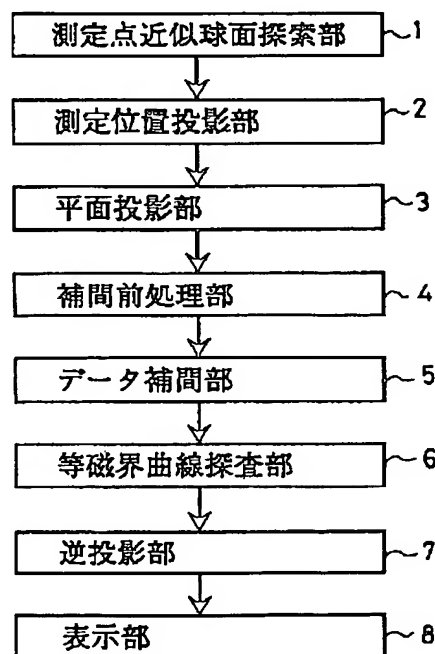 測定点近似球面探索部 1
測定位置投影部 2
平面投影部 3
補間前処理部 4
データ補間部 5
等磁界曲線探査部 6
逆投影部 7
表示部 8